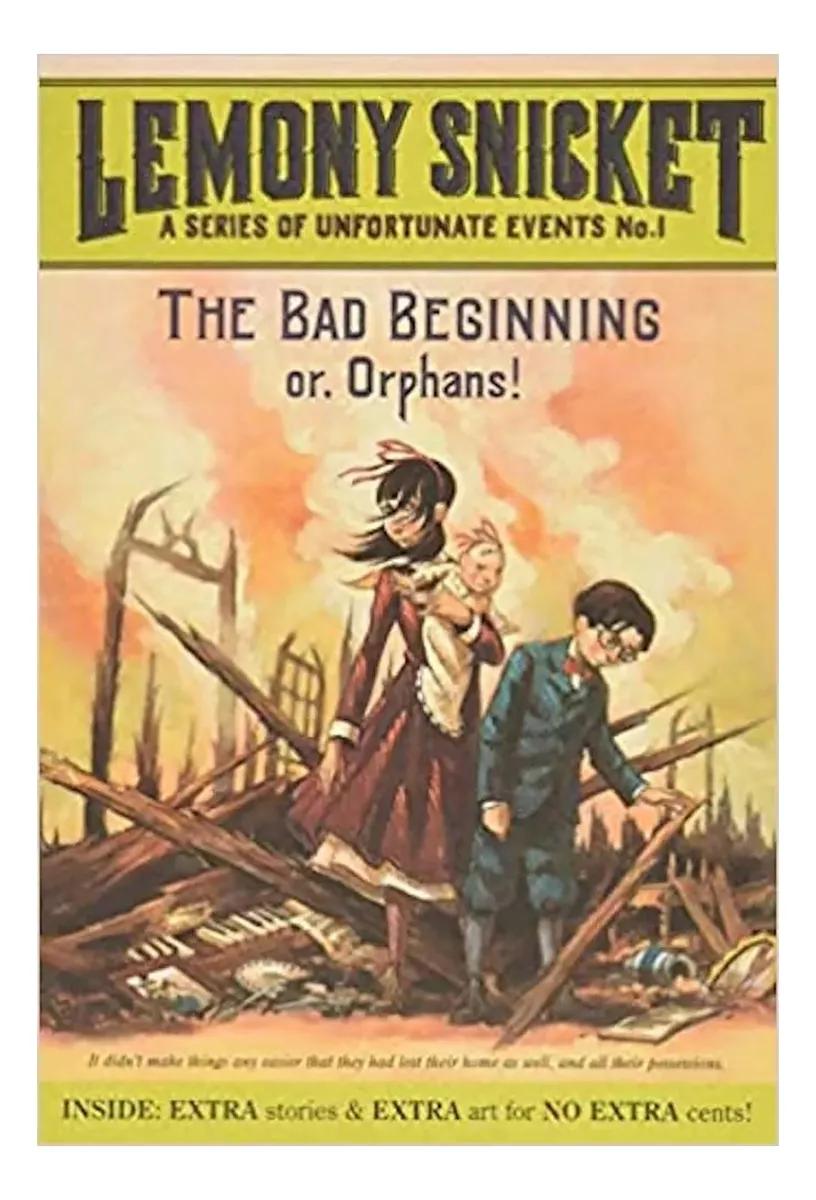 LEMONY SNICKET
A SERIES OF UNFORTUNATE EVENTS No.1
THE BAD BEGINNING
or, Orphans!
It didn't make things any easier that they had lost their home as well, and all their possessions.
INSIDE: EXTRA stories & EXTRA art for NO EXTRA cents!